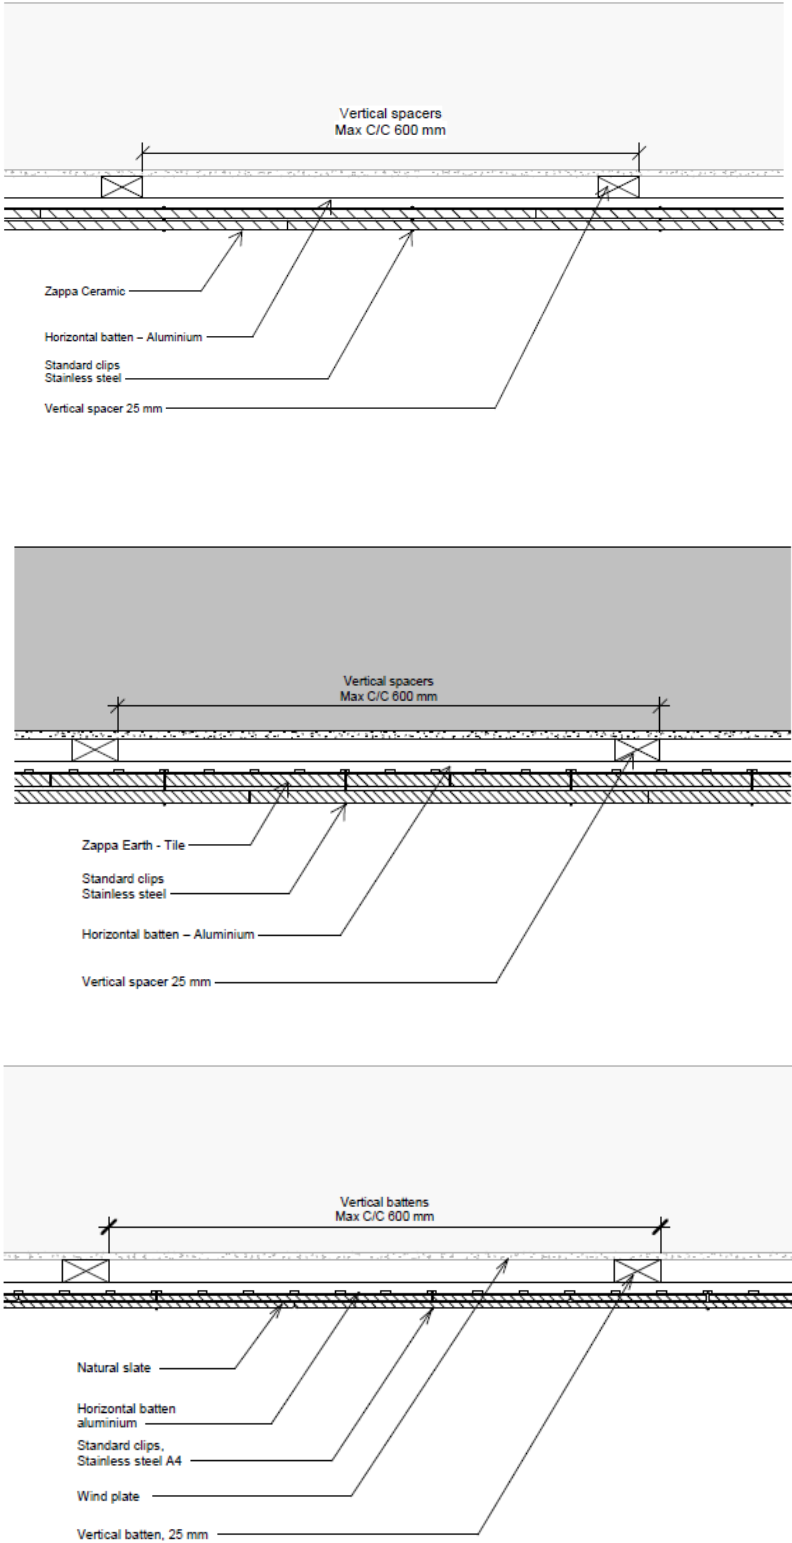 Vertical spacers
Max C/C 600 mm
Zappa Ceramic
Horizontal batten – Aluminium
Standard clips
Stainless steel
Vertical spacer 25 mm
Vertical spacers
Max C/C 600 mm
Zappa Earth - Tile
Standard clips
Stainless steel
Horizontal batten – Aluminium
Vertical spacer 25 mm
Vertical battens
Max C/C 600 mm
Natural slate
Horizontal batten
aluminium
Standard clips,
Stainless steel A4
Wind plate
Vertical batten, 25 mm